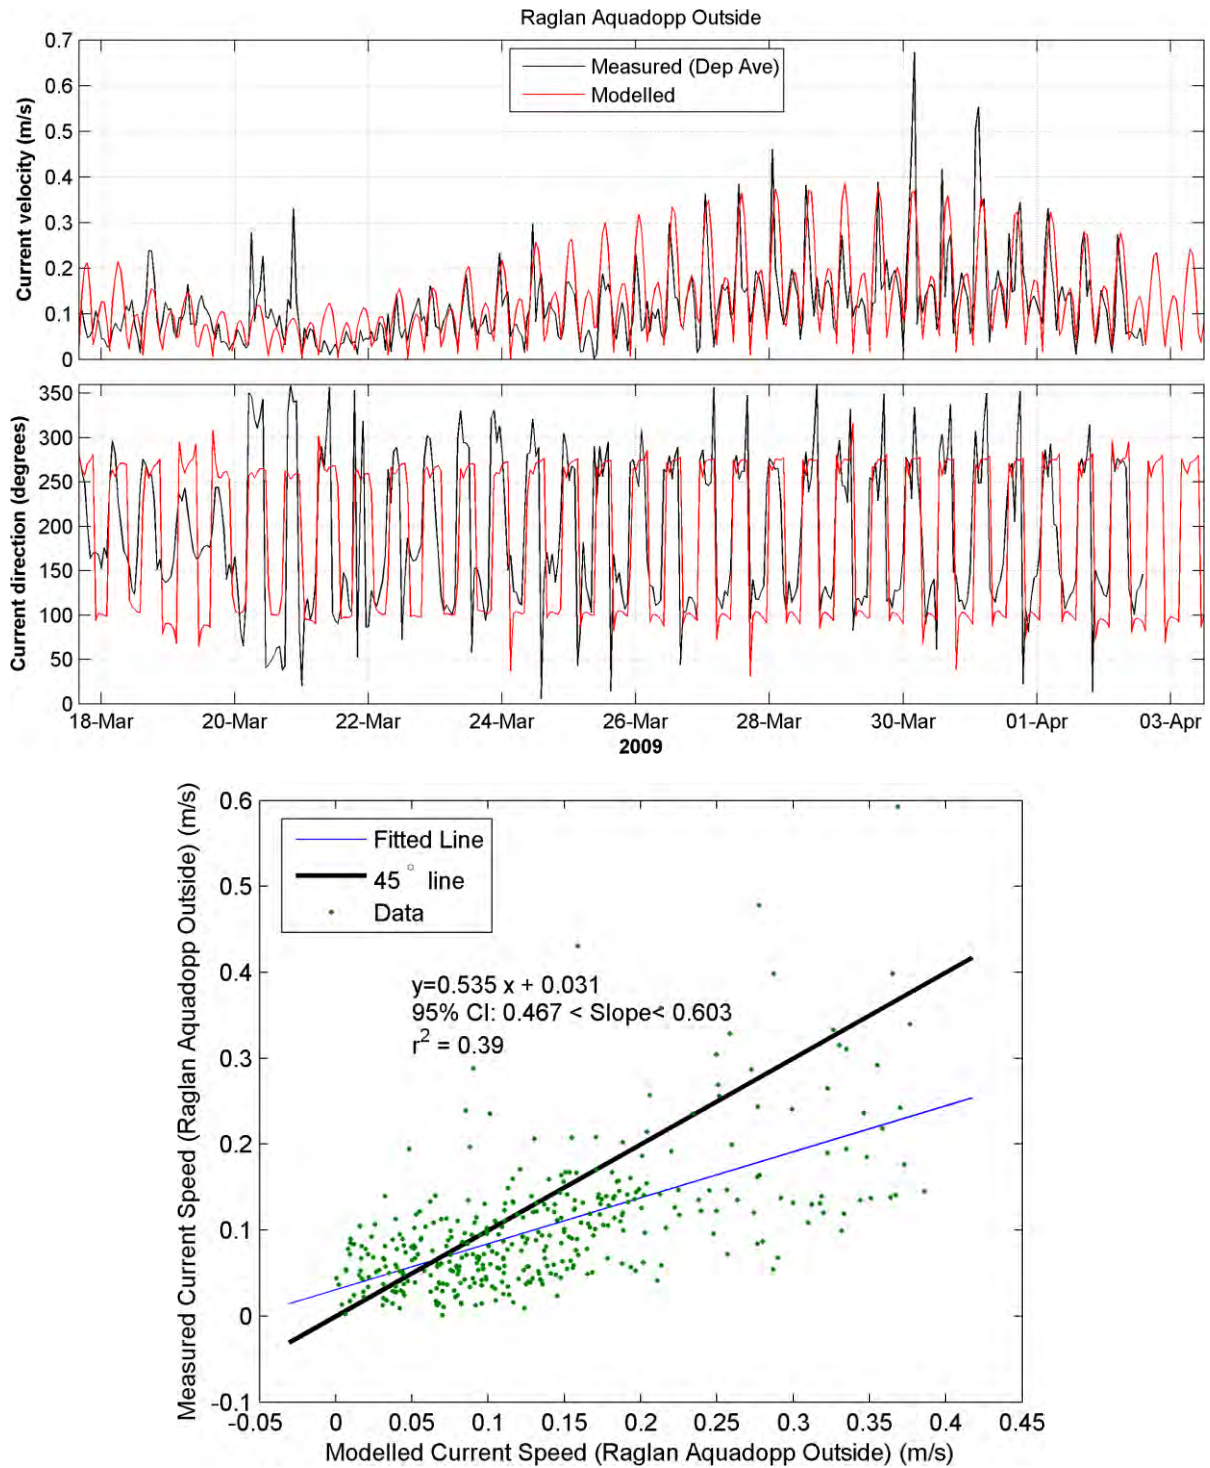 Raglan Aquadopp Outside
Current velocity (m/s)
0.7
0.6
0.5
0.4
0.3
0.2
0.1
0
Measured (Dep Ave)
Modelled
Current direction (degrees)
350
300
250
200
150
100
50
0
18-Mar 20-Mar 22-Mar 24-Mar 26-Mar 28-Mar 30-Mar 01-Apr 03-Apr
2009
Measured Current Speed (Raglan Aquadopp Outside) (m/s)
0.6
0.5
0.4
0.3
0.2
0.1
0
-0.1
Fitted Line
45° line
Data
y=0.535 x + 0.031
95% CI: 0.467 < Slope< 0.603
r² = 0.39
-0.05 0 0.05 0.1 0.15 0.2 0.25 0.3 0.35 0.4 0.45
Modelled Current Speed (Raglan Aquadopp Outside) (m/s)